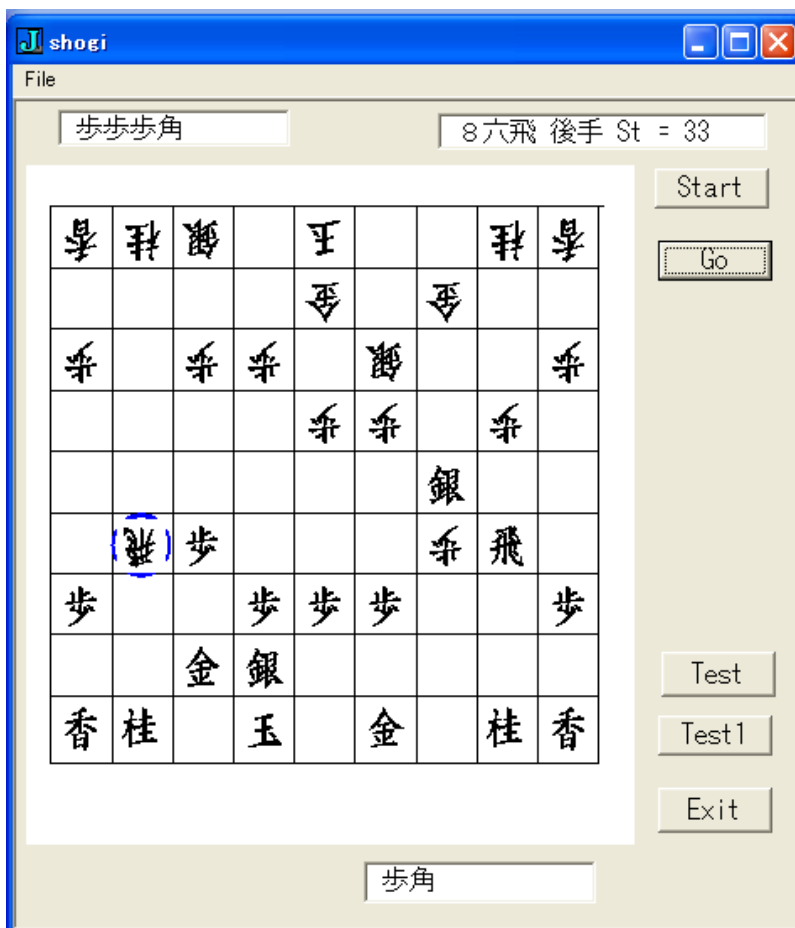 shogi
File
歩歩歩角
８六飛 後手 St = 33
Start
Go
香 桂 銀 王 桂 香
金 金
歩 歩 歩 銀 歩
歩 歩 歩
銀
飛 歩 歩 飛
歩 歩 歩 歩 歩
金 銀
香 桂 玉 金 桂 香
Test
Test1
Exit
歩角